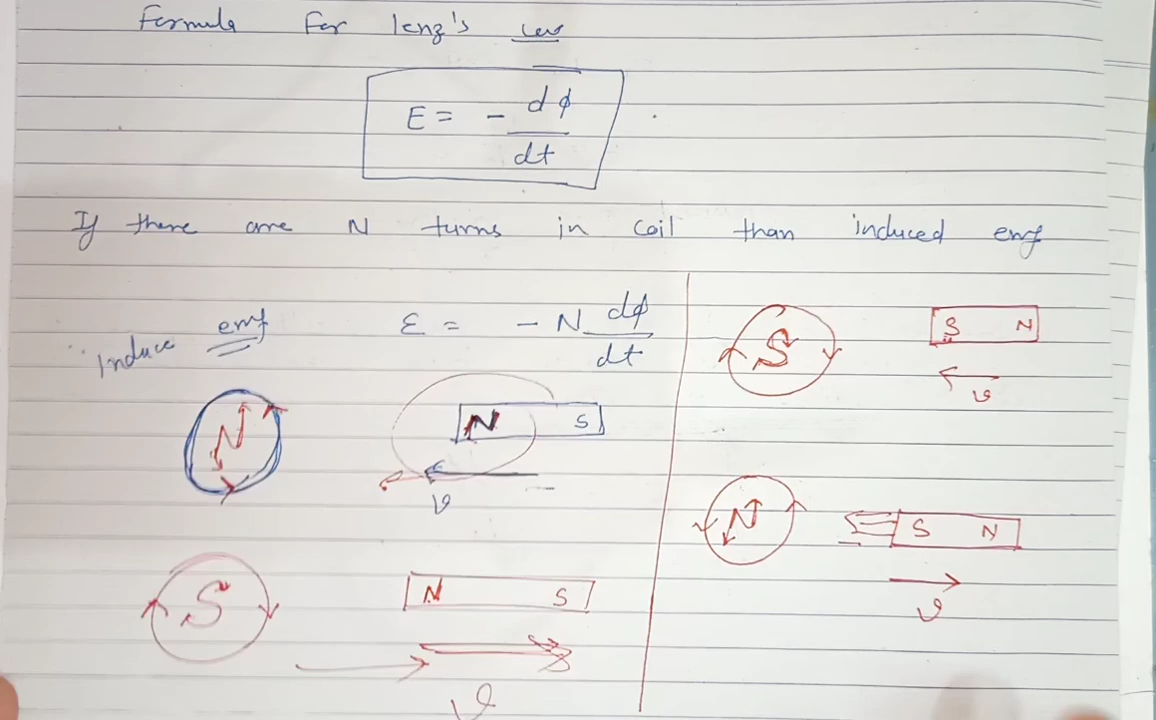 Formula For lenz's law
E = - dφ/dt
If there are N turns in coil than induced emf
induce emf ε = - N dφ/dt
N N S
v
S N S
v
S S N
v
N S N
v